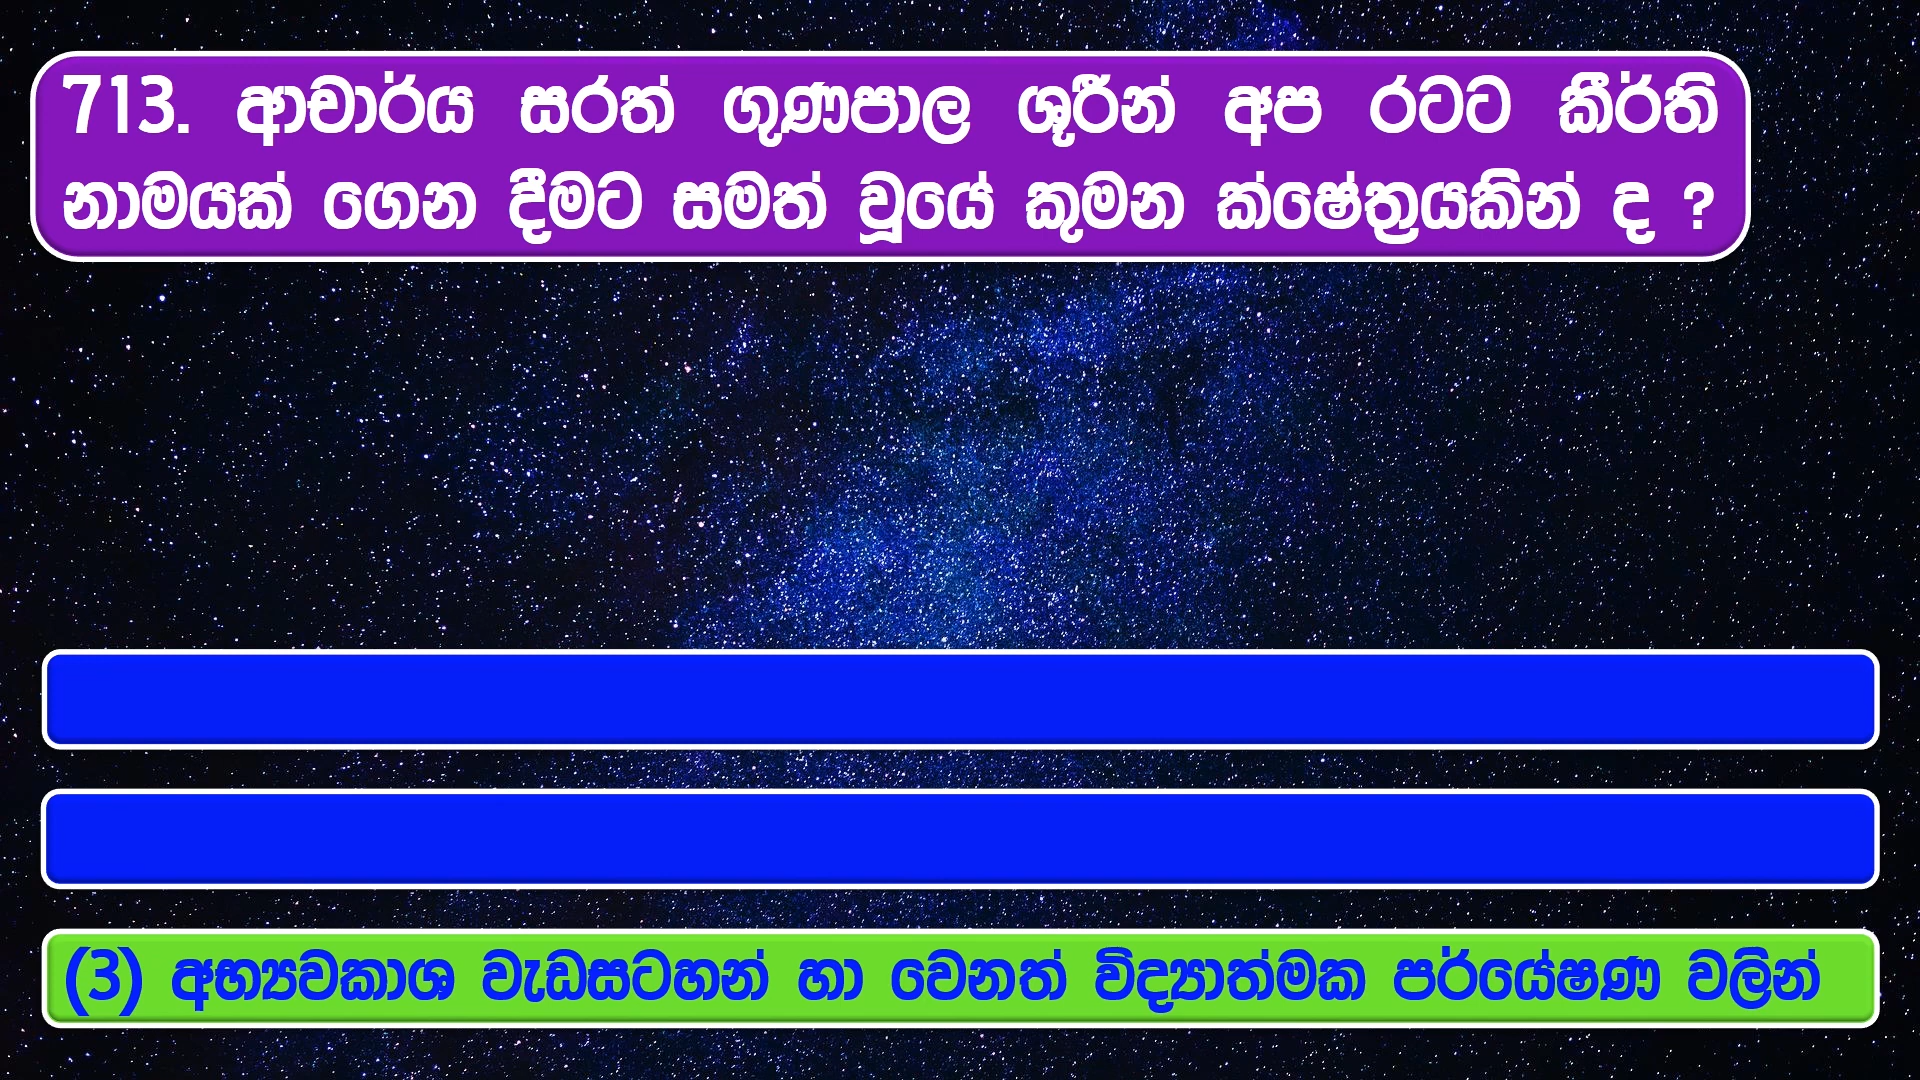 713. ආචාර්ය සරත් ගුණපාල ශූරීන් අප රටට කීර්ති
නාමයක් ගෙන දීමට සමත් වූයේ කුමන ක්ෂේත්‍රයකින් ද ?
(3) අභ්‍යවකාශ වැඩසටහන් හා වෙනත් විද්‍යාත්මක පර්යේෂණ වලින්